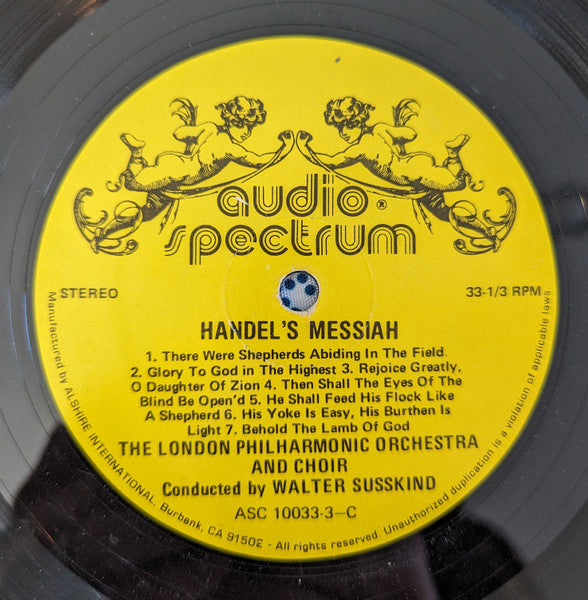 audio®
spectrum
STEREO
33-1/3 RPM
HANDEL'S MESSIAH
1. There Were Shepherds Abiding In The Field.
2. Glory To God in The Highest 3. Rejoice Greatly,
O Daughter Of Zion 4. Then Shall The Eyes Of The
Blind Be Open'd 5. He Shall Feed His Flock Like
A Shepherd 6. His Yoke Is Easy, His Burthen Is
Light 7. Behold The Lamb Of God
THE LONDON PHILHARMONIC ORCHESTRA
AND CHOIR
Conducted by WALTER SUSSKIND
ASC 10033-3-C
Manufactured by ALSHIRE INTERNATIONAL, Burbank, CA 91502 - All rights reserved. Unauthorized duplication is a violation of applicable laws